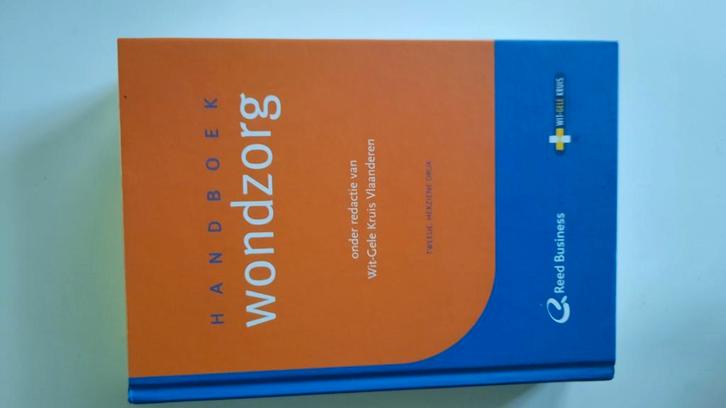 HANDBOEK
wondzorg
onder redactie van
Wit-Gele Kruis Vlaanderen
TWEEDE, HERZIENE DRUK
Reed Business
WIT-GELE KRUIS